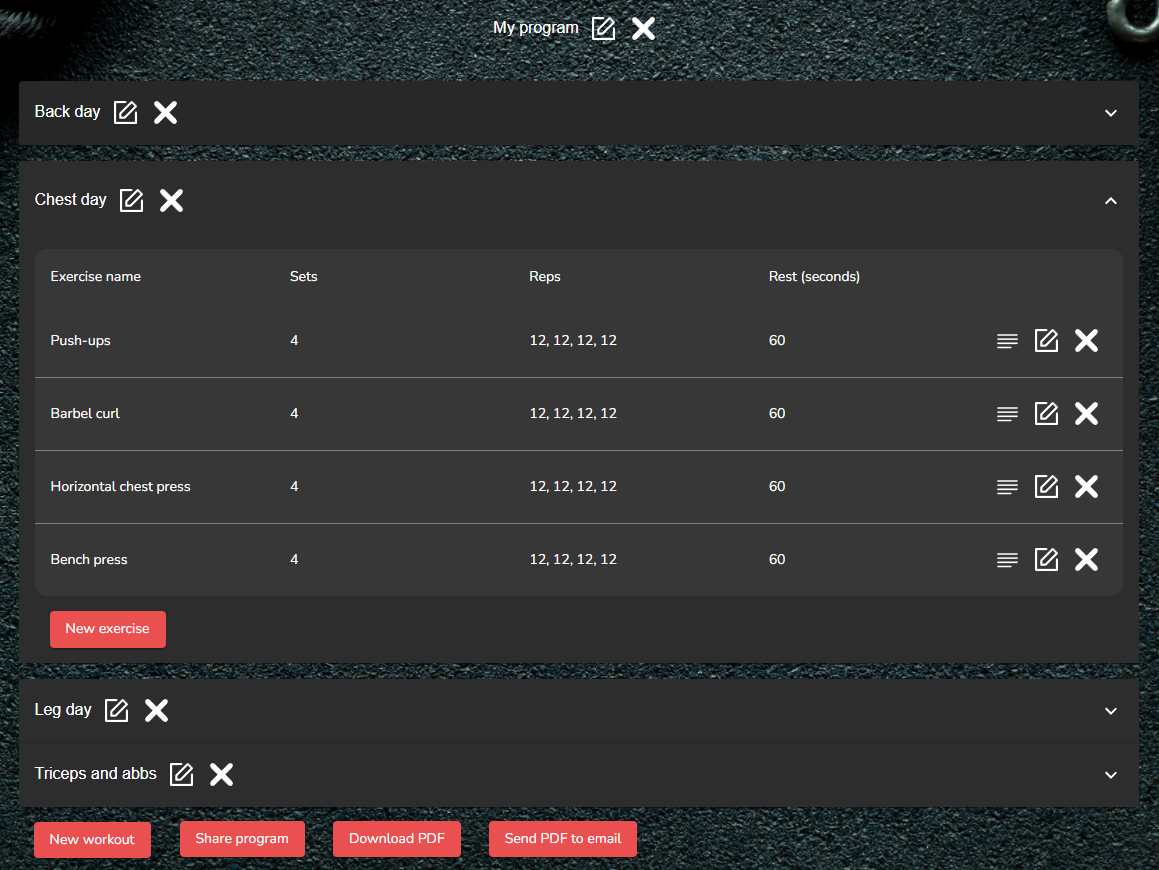 My program
Back day
Chest day
Exercise name Sets Reps Rest (seconds)
Push-ups 4 12, 12, 12, 12 60
Barbel curl 4 12, 12, 12, 12 60
Horizontal chest press 4 12, 12, 12, 12 60
Bench press 4 12, 12, 12, 12 60
New exercise
Leg day
Triceps and abbs
New workout Share program Download PDF Send PDF to email